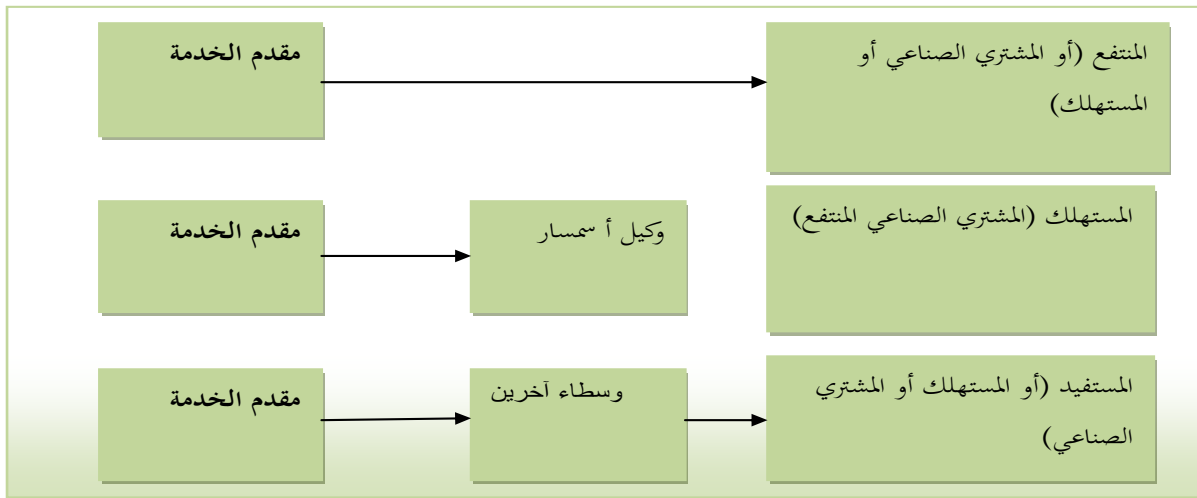 مقدم الخدمة
المنتفع (أو المشتري الصناعي أو
المستهلك)
مقدم الخدمة
وكيل أ سمسار
المستهلك (المشتري الصناعي المنتفع)
مقدم الخدمة
وسطاء آخرين
المستفيد (أو المستهلك أو المشتري
الصناعي)